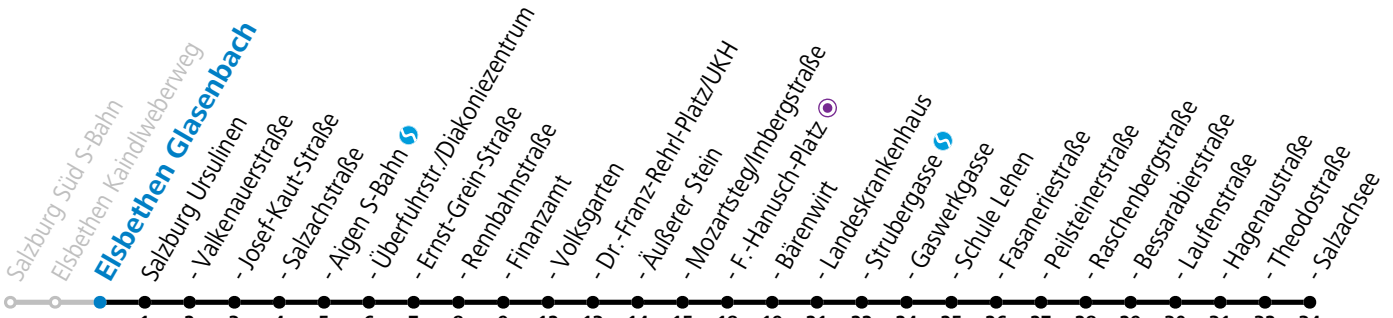 Salzburg Süd S-Bahn
Elsbethen Kaindlweberweg
Elsbethen Glasenbach
Salzburg Ursulinen
- Valkenauerstraße
- Josef-Kaut-Straße
- Salzachstraße
- Aigen S-Bahn
- Überfuhrstr./Diakoniezentrum
- Ernst-Grein-Straße
- Rennbahnstraße
- Finanzamt
- Volksgarten
- Dr.-Franz-Rehrl-Platz/UKH
- Äußerer Stein
- Mozartsteg/Imbergstraße
- F.-Hanusch-Platz
- Bärenwirt
- Landeskrankenhaus
- Strubergasse
- Gaswerkgasse
- Schule Lehen
- Fasaneriestraße
- Peilsteinerstraße
- Raschenbergstraße
- Bessarabierstraße
- Laufenstraße
- Hagenaustraße
- Theodostraße
- Salzachsee